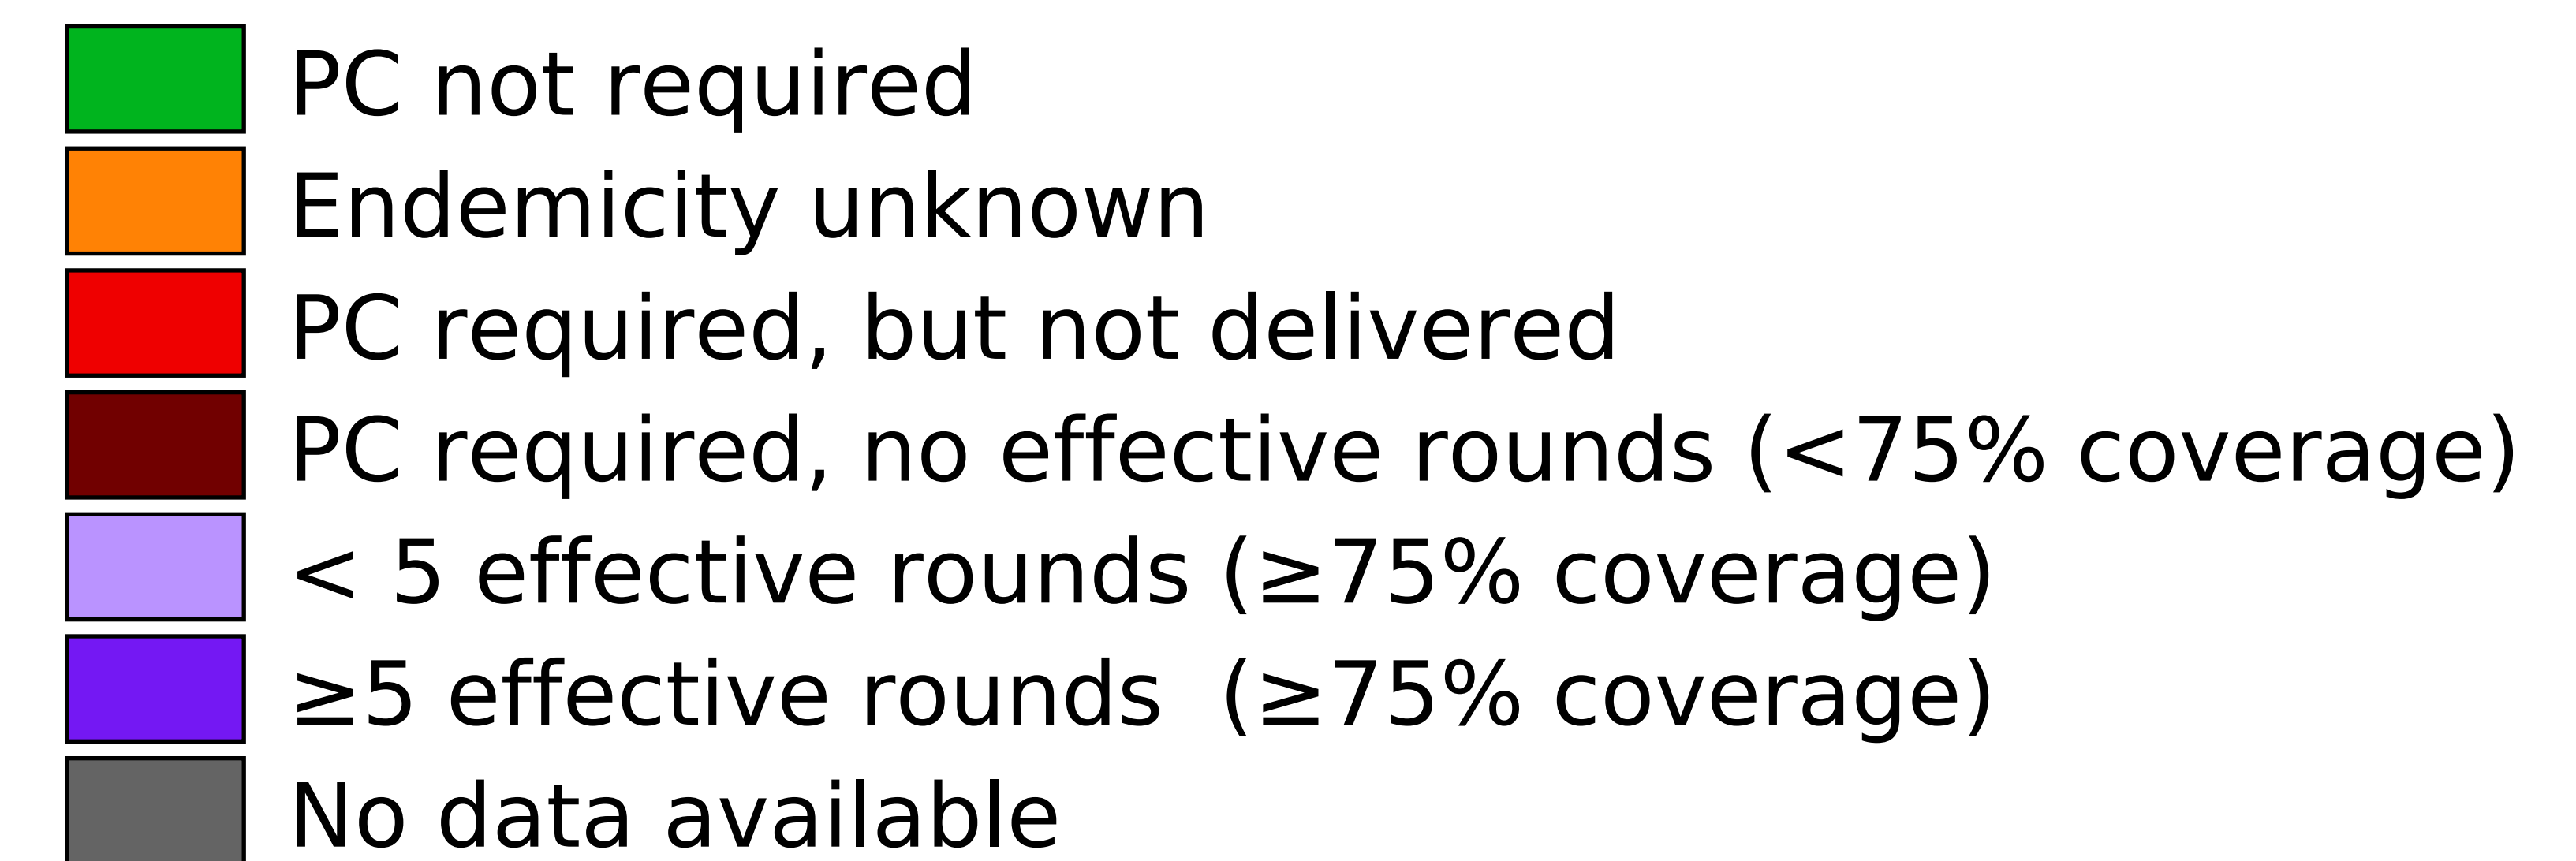 PC not required
Endemicity unknown
PC required, but not delivered
PC required, no effective rounds (<75% coverage)
< 5 effective rounds (≥75% coverage)
≥5 effective rounds  (≥75% coverage)
No data available